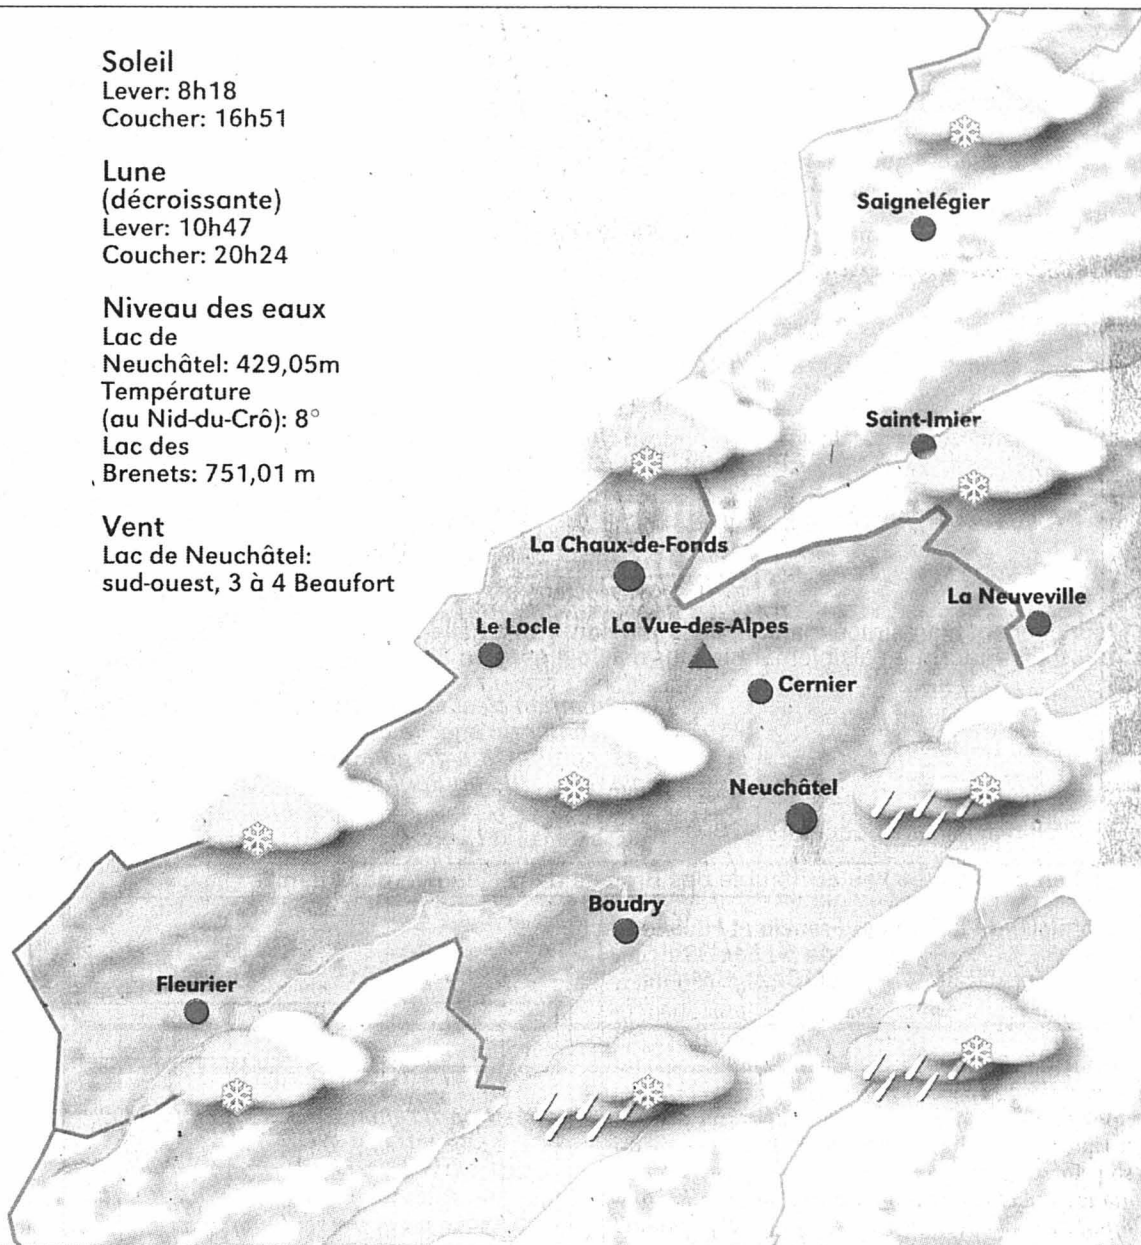 Soleil
Lever: 8h18
Coucher: 16h51
Lune
(décroissante)
Lever: 10h47
Coucher: 20h24
Niveau des eaux
Lac de
Neuchâtel: 429,05m
Température
(au Nid-du-Crô): 8°
Lac des
Brenets: 751,01 m
Vent
Lac de Neuchâtel:
sud-ouest, 3 à 4 Beaufort
Saignelégier
Saint-Imier
La Chaux-de-Fonds
La Neuveville
Le Locle
La Vue-des-Alpes
Cernier
Neuchâtel
Boudry
Fleurier